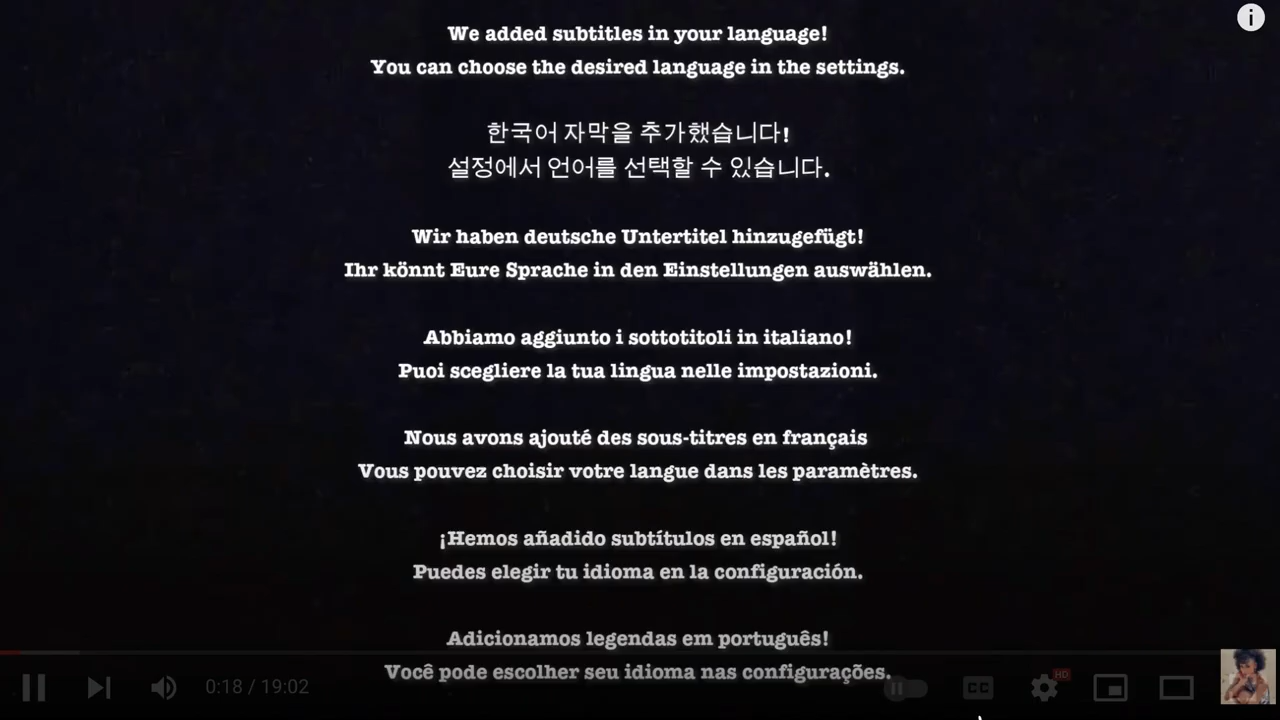 We added subtitles in your language!
You can choose the desired language in the settings.
한국어 자막을 추가했습니다!
설정에서 언어를 선택할 수 있습니다.
Wir haben deutsche Untertitel hinzugefügt!
Ihr könnt Eure Sprache in den Einstellungen auswählen.
Abbiamo aggiunto i sottotitoli in italiano!
Puoi scegliere la tua lingua nelle impostazioni.
Nous avons ajouté des sous-titres en français
Vous pouvez choisir votre langue dans les paramètres.
¡Hemos añadido subtítulos en español!
Puedes elegir tu idioma en la configuración.
Adicionamos legendas em português!
Você pode escolher seu idioma nas configurações.
0:18 / 19:02
CC
HD